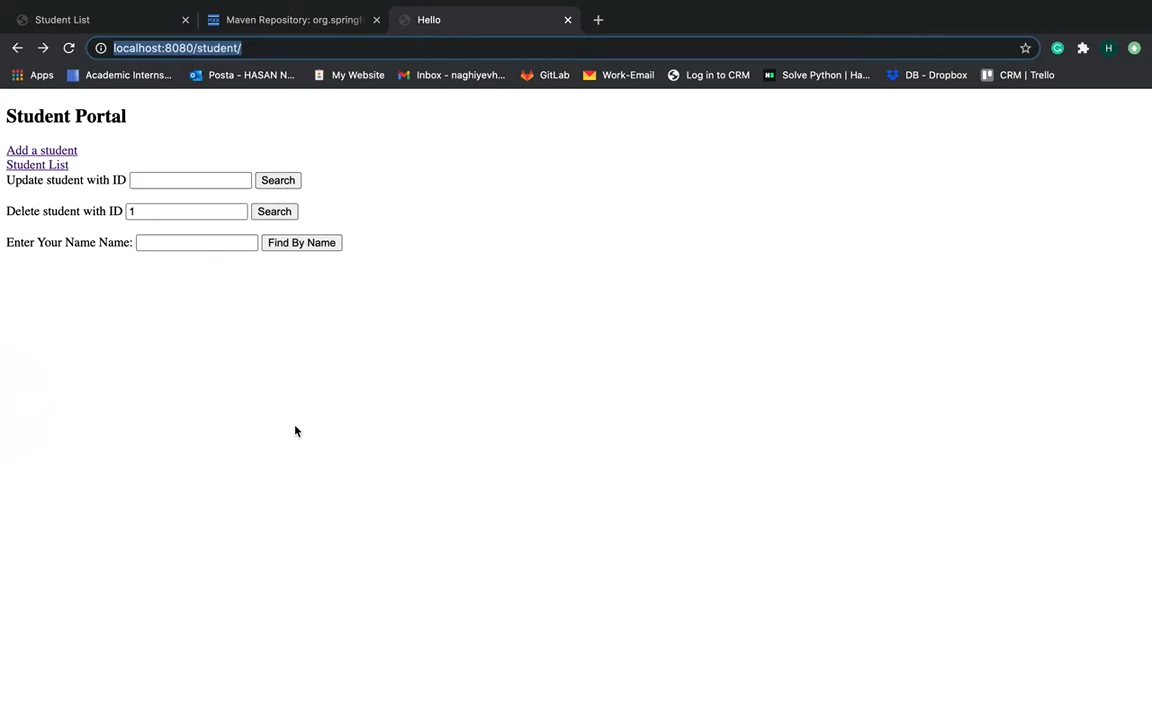 Student List
Maven Repository: org.springf
Hello
localhost:8080/student/
H
Apps
Academic Interns...
Posta - HASAN N...
My Website
Inbox - naghiyevh...
GitLab
Work-Email
Log in to CRM
Solve Python | Ha...
DB - Dropbox
CRM | Trello
Student Portal
Add a student
Student List
Update student with ID Search
Delete student with ID 1 Search
Enter Your Name Name: Find By Name